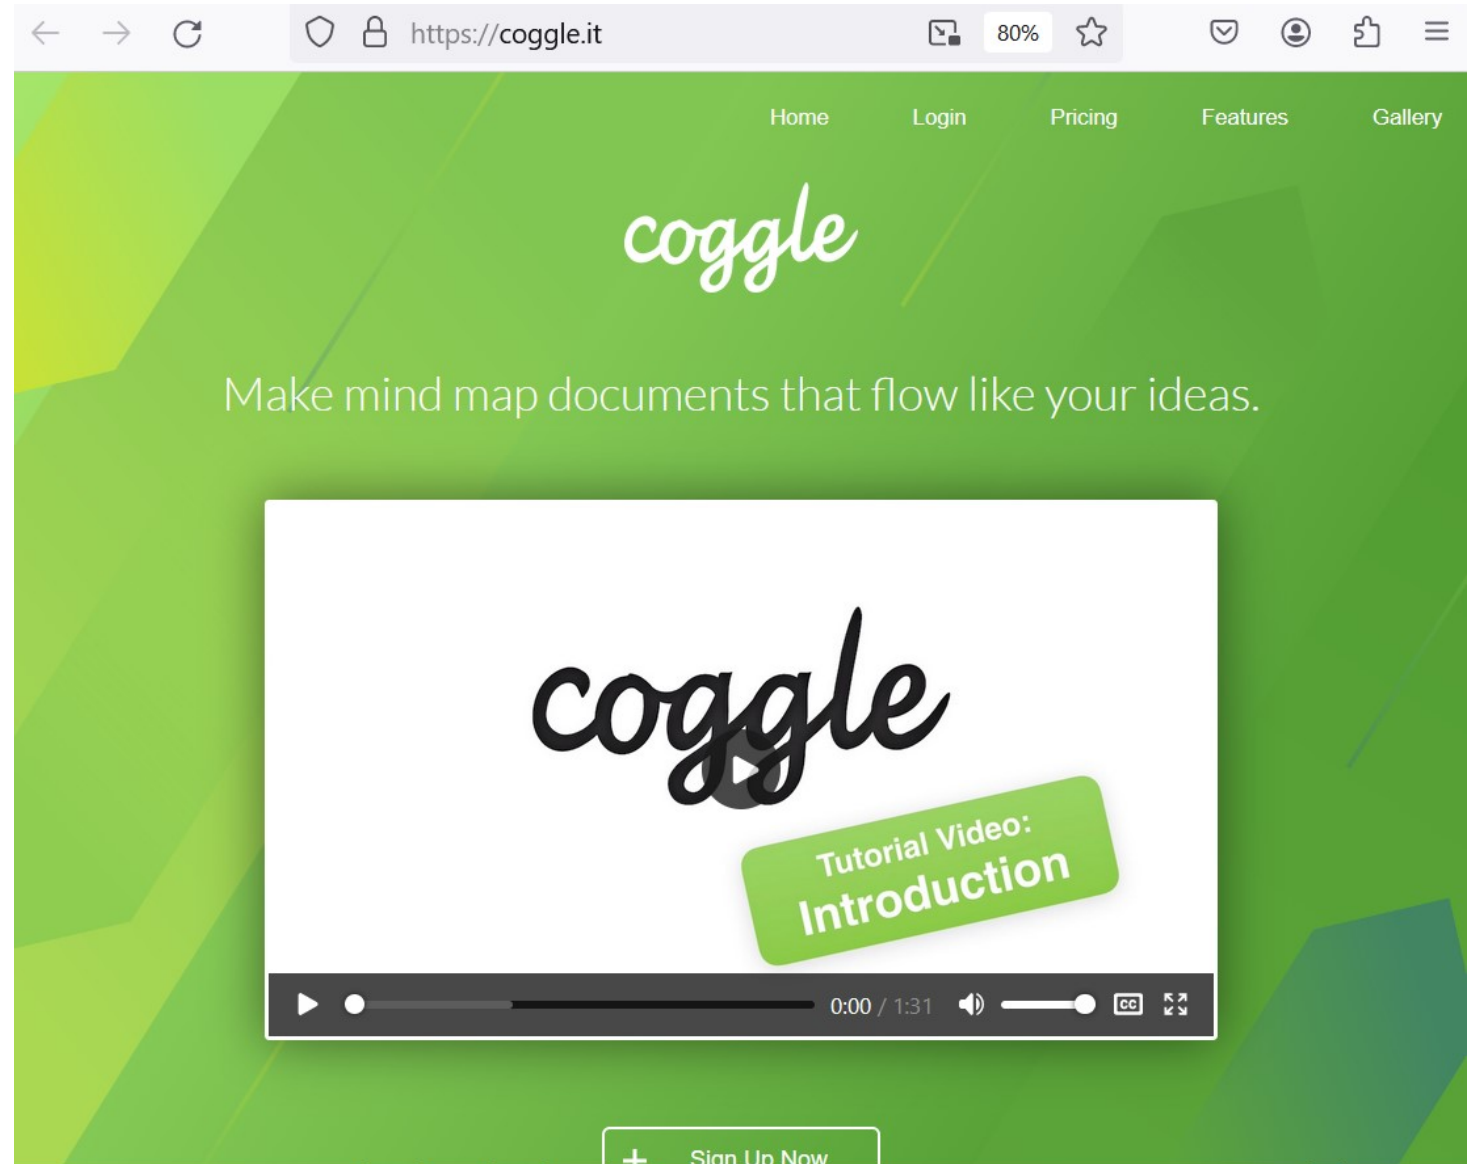 https://coggle.it
80%
Home Login Pricing Features Gallery
coggle
Make mind map documents that flow like your ideas.
coggle
Tutorial Video:
Introduction
0:00 / 1:31
CC
Sign Up Now